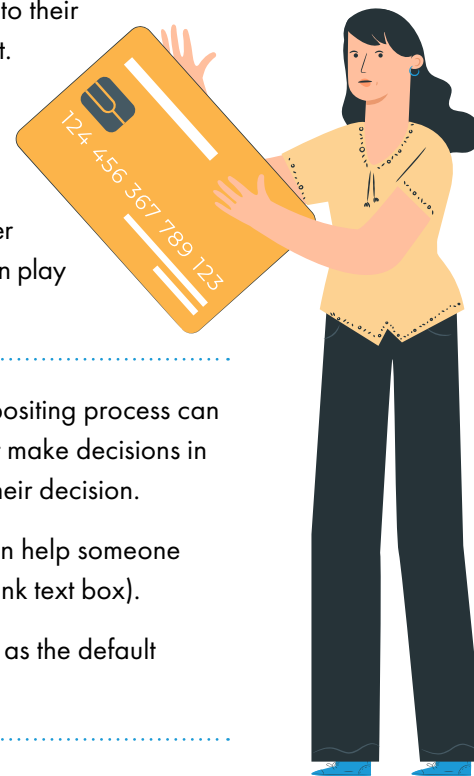 to their
t.
124 456 367 789 123
er
n play
positing process can
make decisions in
heir decision.
n help someone
nk text box).
as the default